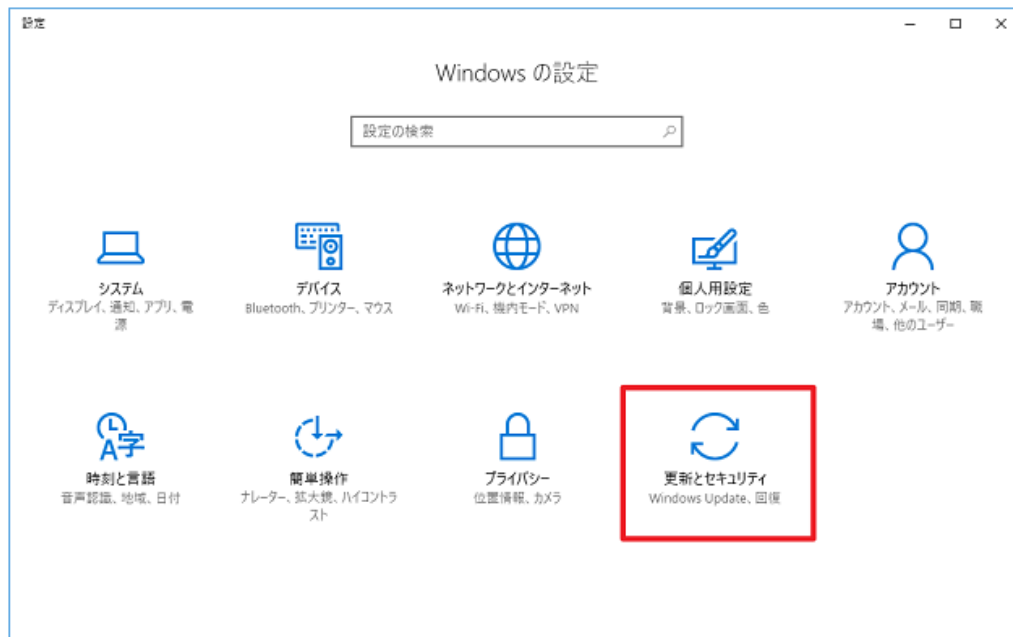 設定
Windows の設定
設定の検索
システム
ディスプレイ、通知、アプリ、電
源
デバイス
Bluetooth、プリンター、マウス
ネットワークとインターネット
Wi-Fi、機内モード、VPN
個人用設定
背景、ロック画面、色
アカウント
アカウント、メール、同期、職
場、他のユーザー
時刻と言語
音声認識、地域、日付
簡単操作
ナレーター、拡大鏡、ハイコントラ
スト
プライバシー
位置情報、カメラ
更新とセキュリティ
Windows Update、回復